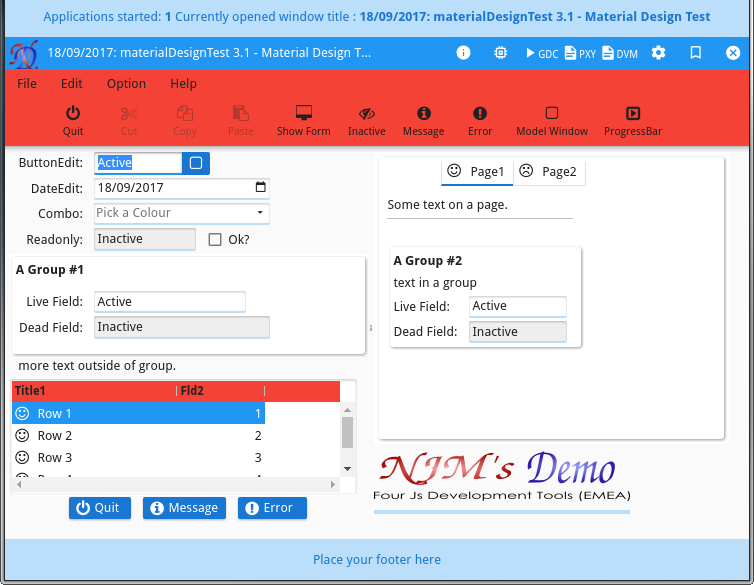 Applications started: 1 Currently opened window title : 18/09/2017: materialDesignTest 3.1 - Material Design Test
18/09/2017: materialDesignTest 3.1 - Material Design T...
GDC PXY DVM
File Edit Option Help
Quit Cut Copy Paste Show Form Inactive Message Error Model Window ProgressBar
ButtonEdit: Active
DateEdit: 18/09/2017
Combo: Pick a Colour
Readonly: Inactive Ok?
A Group #1
Live Field: Active
Dead Field: Inactive
more text outside of group.
Title1 Fld2
Row 1 1
Row 2 2
Row 3 3
Quit Message Error
Page1 Page2
Some text on a page.
A Group #2
text in a group
Live Field: Active
Dead Field: Inactive
NJM's Demo
Four Js Development Tools (EMEA)
Place your footer here